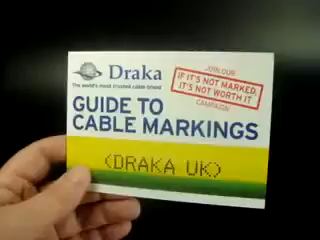 Draka
The world's most trusted cable brand
JOIN OUR
IF IT'S NOT MARKED,
IT'S NOT WORTH IT
CAMPAIGN
GUIDE TO
CABLE MARKINGS
(DRAKA UK)